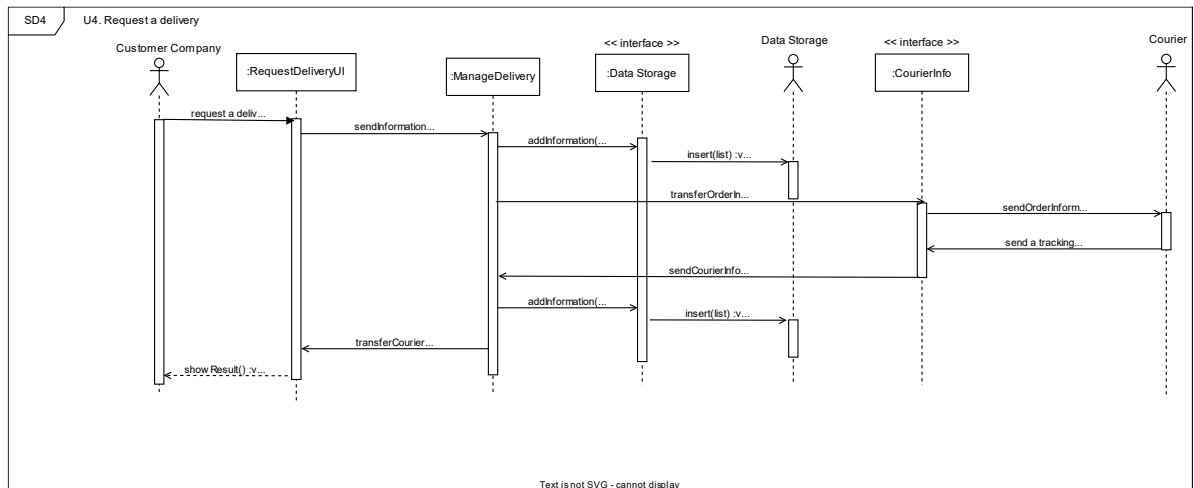 SD4
U4. Request a delivery
Customer Company
:RequestDeliveryUI
:ManageDelivery
<< interface >>
:Data Storage
Data Storage
<< interface >>
:CourierInfo
Courier
request a deliv...
sendInformation...
addInformation(...
insert(list) :v...
transferOrderIn...
sendOrderInform...
send a tracking...
sendCourierInfo...
addInformation(...
insert(list) :v...
transferCourier...
showResult() :v...
Text is not SVG - cannot display